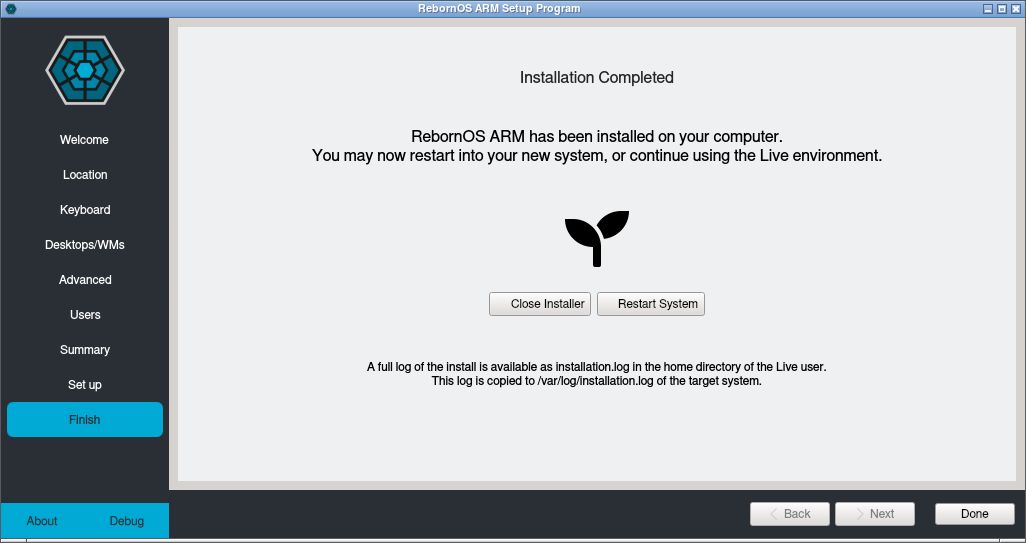 RebornOS ARM Setup Program
Welcome
Location
Keyboard
Desktops/WMs
Advanced
Users
Summary
Set up
Finish
About Debug
Installation Completed
RebornOS ARM has been installed on your computer.
You may now restart into your new system, or continue using the Live environment.
Close Installer Restart System
A full log of the install is available as installation.log in the home directory of the Live user.
This log is copied to /var/log/installation.log of the target system.
Back Next Done